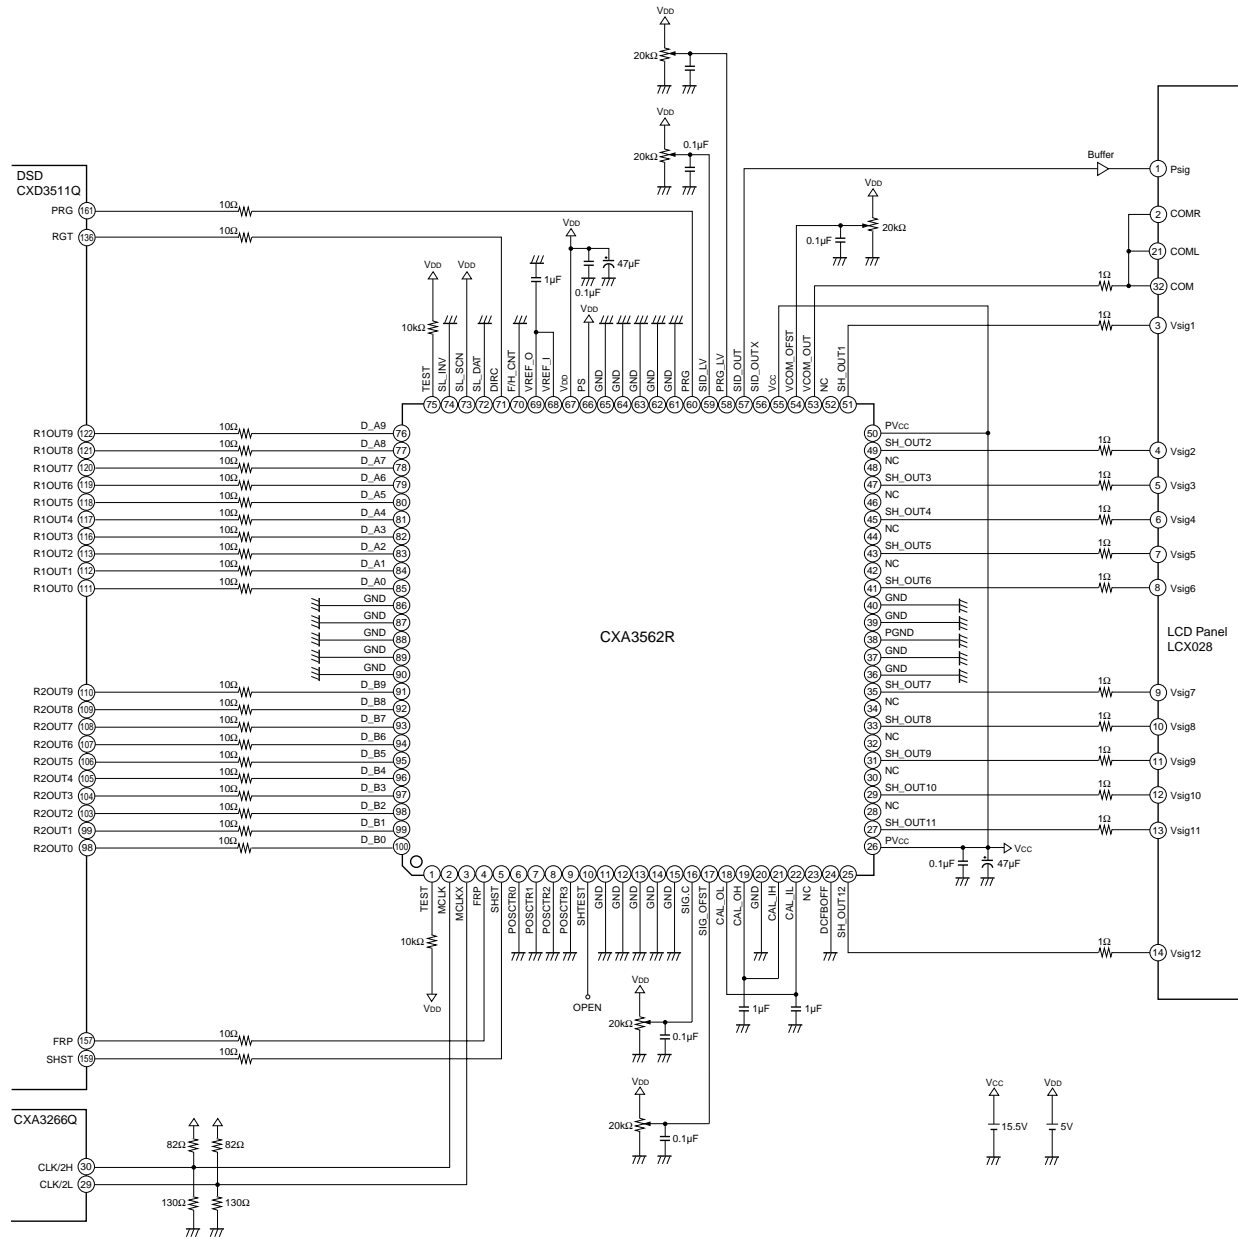 VDD
20kΩ
VDD
20kΩ
0.1µF
DSD
CXD3511Q
PRG 161 10Ω
RGT 136 10Ω
Buffer
1 Psig
2 COMR
21 COML
32 COM
1Ω
3 Vsig1
1Ω
VDD
20kΩ
0.1µF
VDD
0.1µF
47µF
1µF
VDD
VDD
VDD
10kΩ
TEST
SL_INV
SL_SCN
SL_DAT
DIRC
F/H_CNT
VREF_O
VREF_I
VDD
PS
GND
GND
GND
GND
GND
PRG
SID_LV
PRG_LV
SID_OUT
SID_OUTX
VCC
VCOM_OFST
VCOM_OUT
NC
SH_OUT1
75 74 73 72 71 70 69 68 67 66 65 64 63 62 61 60 59 58 57 56 55 54 53 52 51
R1OUT9 122 10Ω D_A9 76
R1OUT8 121 10Ω D_A8 77
R1OUT7 120 10Ω D_A7 78
R1OUT6 119 10Ω D_A6 79
R1OUT5 118 10Ω D_A5 80
R1OUT4 117 10Ω D_A4 81
R1OUT3 116 10Ω D_A3 82
R1OUT2 113 10Ω D_A2 83
R1OUT1 112 10Ω D_A1 84
R1OUT0 111 10Ω D_A0 85
GND 86
GND 87
GND 88
GND 89
GND 90
R2OUT9 110 10Ω D_B9 91
R2OUT8 109 10Ω D_B8 92
R2OUT7 108 10Ω D_B7 93
R2OUT6 107 10Ω D_B6 94
R2OUT5 106 10Ω D_B5 95
R2OUT4 105 10Ω D_B4 96
R2OUT3 104 10Ω D_B3 97
R2OUT2 103 10Ω D_B2 98
R2OUT1 99 10Ω D_B1 99
R2OUT0 98 10Ω D_B0 100
CXA3562R
50 PVCC
49 SH_OUT2 1Ω 4 Vsig2
48 NC
47 SH_OUT3 1Ω 5 Vsig3
46 NC
45 SH_OUT4 1Ω 6 Vsig4
44 NC
43 SH_OUT5 1Ω 7 Vsig5
42 NC
41 SH_OUT6 1Ω 8 Vsig6
40 GND
39 GND
38 PGND
37 GND
36 GND
LCD Panel
LCX028
35 SH_OUT7 1Ω 9 Vsig7
34 NC
33 SH_OUT8 1Ω 10 Vsig8
32 NC
31 SH_OUT9 1Ω 11 Vsig9
30 NC
29 SH_OUT10 1Ω 12 Vsig10
28 NC
27 SH_OUT11 1Ω 13 Vsig11
26 PVCC
VCC
0.1µF
47µF
1 2 3 4 5 6 7 8 9 10 11 12 13 14 15 16 17 18 19 20 21 22 23 24 25
TEST
MCLK
MCLKX
FRP
SHST
POSCTR0
POSCTR1
POSCTR2
POSCTR3
SHTEST
GND
GND
GND
GND
GND
SIG.C
SIG_OFST
CAL_OL
CAL_OH
GND
CAL_IH
CAL_IL
NC
DCFBOFF
SH_OUT12
1Ω
14 Vsig12
10kΩ
VDD
OPEN
VDD
20kΩ
0.1µF
1µF
1µF
FRP 157 10Ω
SHST 159 10Ω
VDD
20kΩ
0.1µF
VCC
15.5V
VDD
5V
CXA3266Q
82Ω
82Ω
CLK/2H 30
CLK/2L 29
130Ω
130Ω